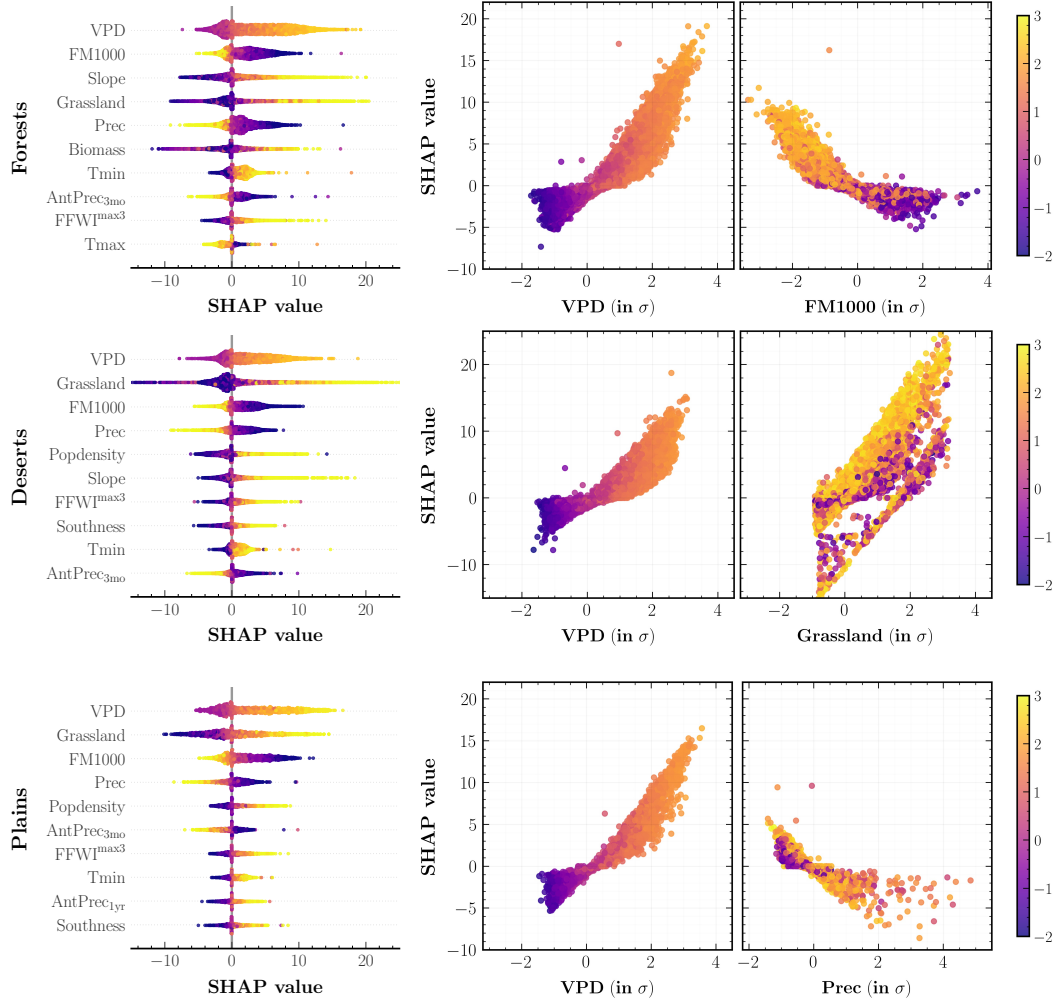 Forests
VPD
FM1000
Slope
Grassland
Prec
Biomass
Tmin
AntPrec3mo
FFWImax3
Tmax
−10 0 10 20
SHAP value
SHAP value
20
15
10
5
0
−5
−10
−2 0 2 4
VPD (in σ)
−2 0 2 4
FM1000 (in σ)
3
2
1
0
−1
−2
Deserts
VPD
Grassland
FM1000
Prec
Popdensity
Slope
FFWImax3
Southness
Tmin
AntPrec3mo
−10 0 10 20
SHAP value
SHAP value
20
10
0
−10
−2 0 2 4
VPD (in σ)
0 2 4
Grassland (in σ)
3
2
1
0
−1
−2
Plains
VPD
Grassland
FM1000
Prec
Popdensity
AntPrec3mo
FFWImax3
Tmin
AntPrec1yr
Southness
−10 0 10 20
SHAP value
SHAP value
20
15
10
5
0
−5
−10
−2 0 2 4
VPD (in σ)
−2 0 2 4
Prec (in σ)
3
2
1
0
−1
−2